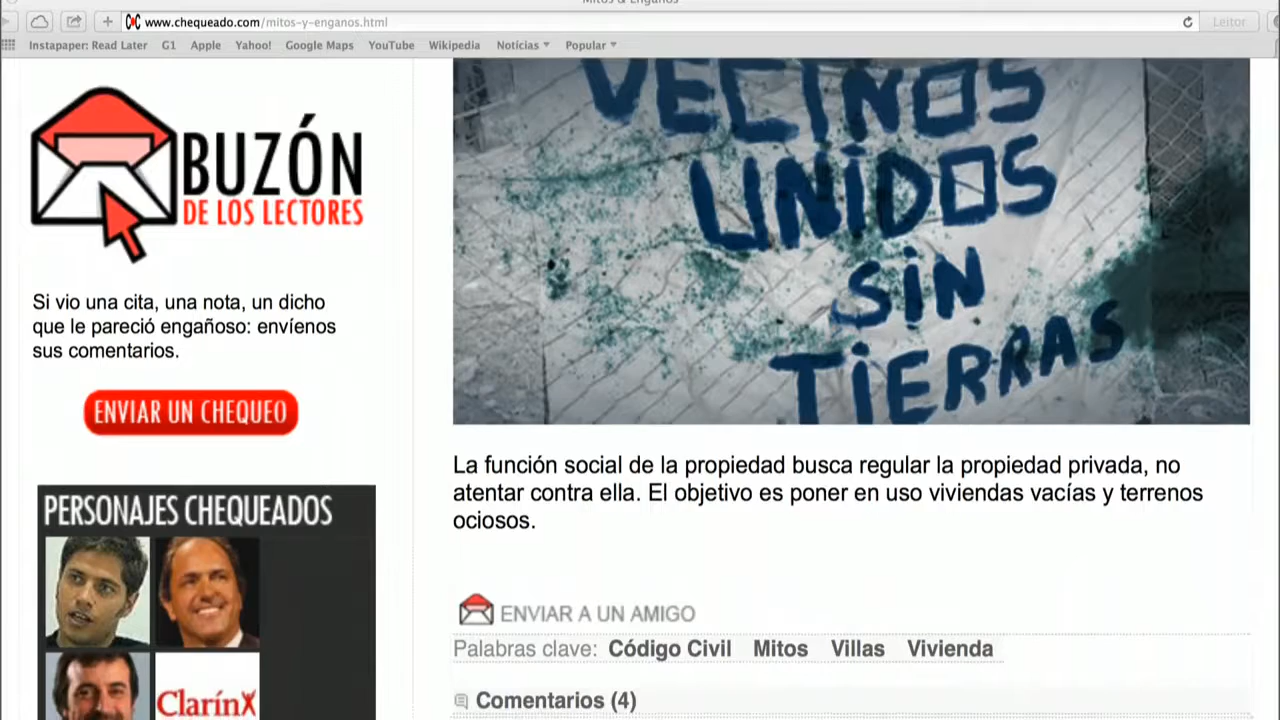 Mitos & Enganos
www.chequeado.com/mitos-y-enganos.html
Leitor
Instapaper: Read Later G1 Apple Yahoo! Google Maps YouTube Wikipedia Notícias Popular
BUZÓN
DE LOS LECTORES
Si vio una cita, una nota, un dicho
que le pareció engañoso: envíenos
sus comentarios.
ENVIAR UN CHEQUEO
PERSONAJES CHEQUEADOS
ClarínX
VECINOS
UNIDOS
SIN
TIERRAS
La función social de la propiedad busca regular la propiedad privada, no
atentar contra ella. El objetivo es poner en uso viviendas vacías y terrenos
ociosos.
ENVIAR A UN AMIGO
Palabras clave: Código Civil Mitos Villas Vivienda
Comentarios (4)